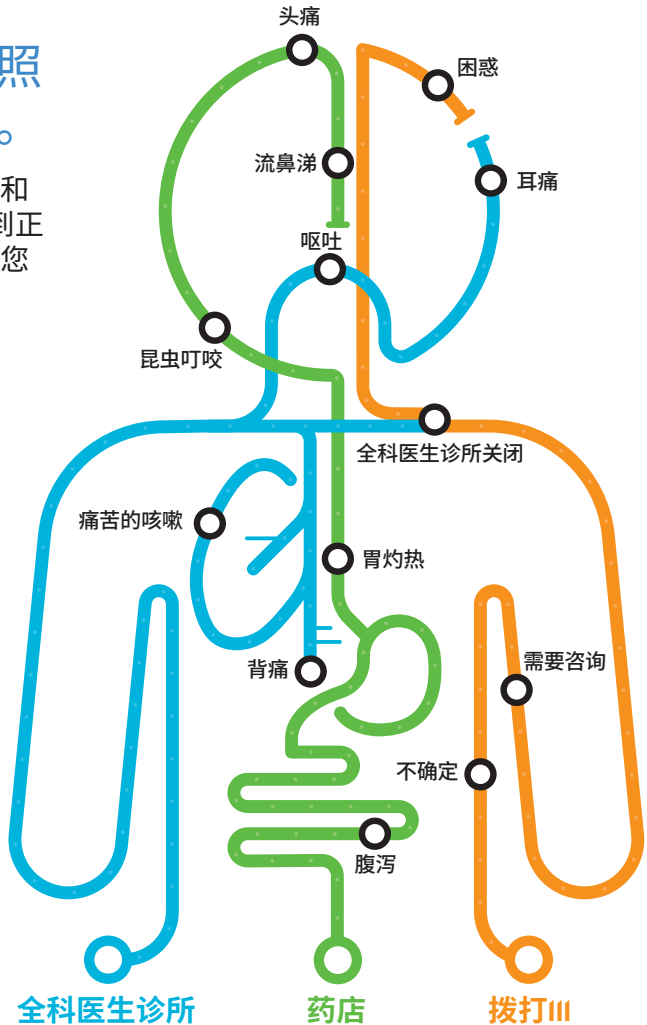 头痛
照
困惑
。
流鼻涕
耳痛
和
到正
呕吐
您
昆虫叮咬
全科医生诊所关闭
痛苦的咳嗽
胃灼热
背痛
需要咨询
不确定
腹泻
全科医生诊所
药店
拨打111